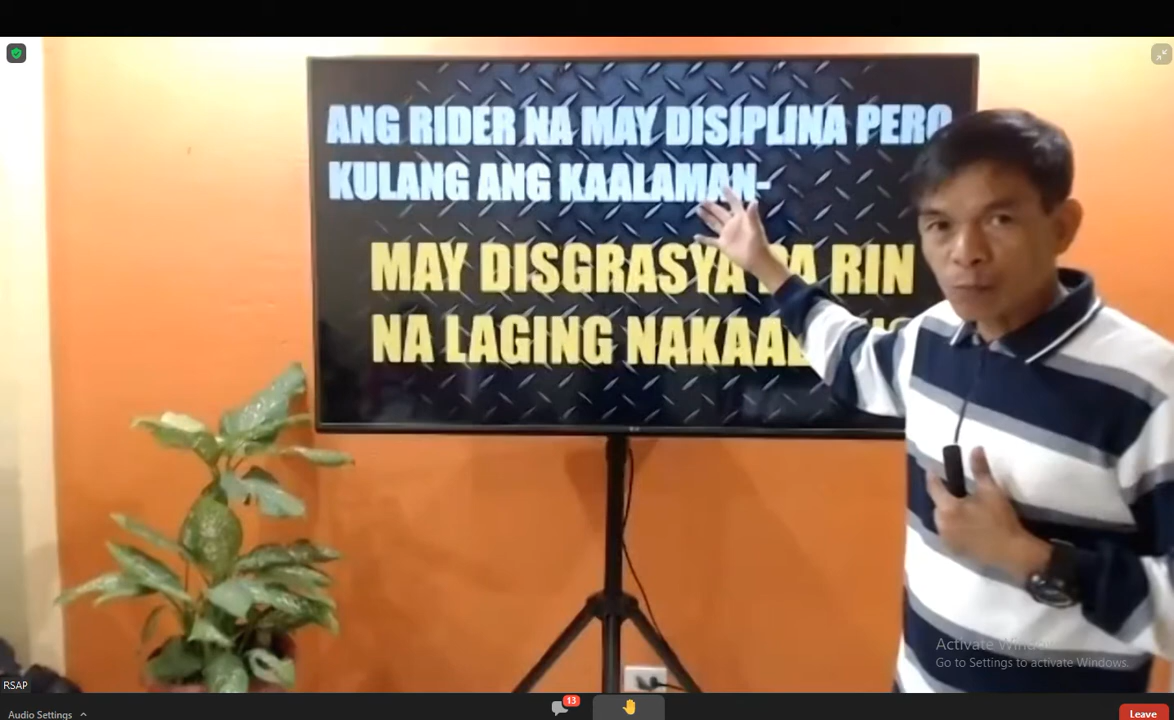 ANG RIDER NA MAY DISIPLINA PERO
KULANG ANG KAALAMAN-
MAY DISGRASYA PA RIN
NA LAGING
Activate Windows
Go to Settings to activate Windows.
RSAP
13
Audio Settings
Leave